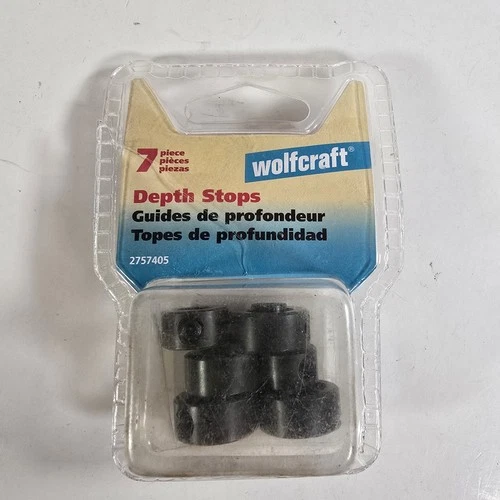 7 piece
pièces
piezas
wolfcraft®
Depth Stops
Guides de profondeur
Topes de profundidad
2757405